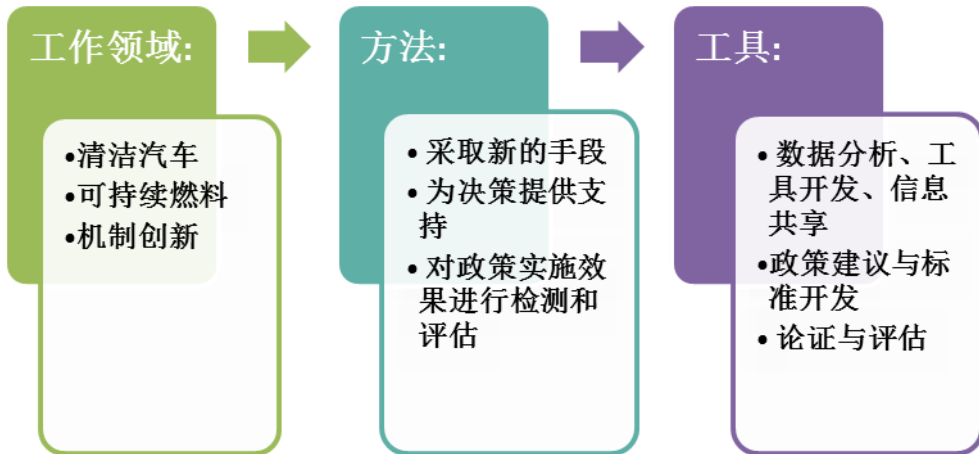 工作领域:
•清洁汽车
•可持续燃料
•机制创新
方法:
• 采取新的手段
• 为决策提供支
持
• 对政策实施效
果进行检测和
评估
工具:
• 数据分析、工
具开发、信息
共享
•政策建议与标
准开发
• 论证与评估